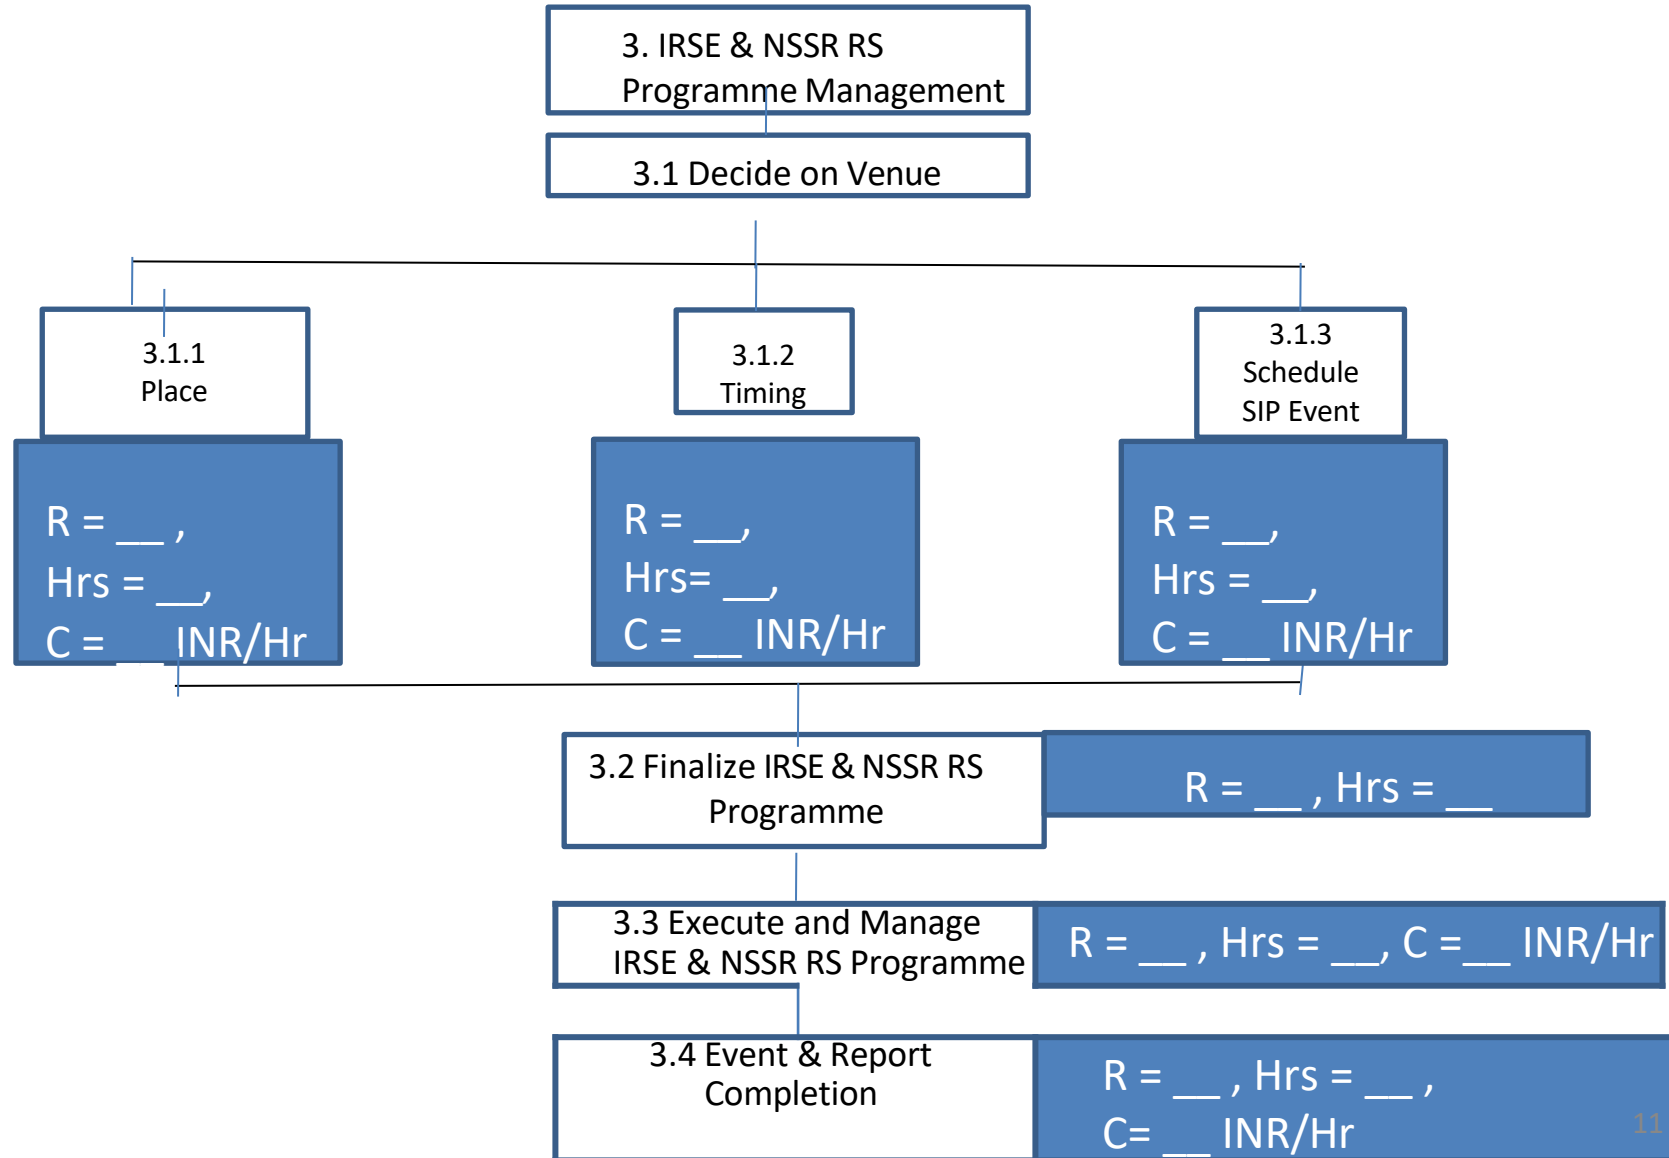 3. IRSE & NSSR RS
Programme Management
3.1 Decide on Venue
3.1.1
Place
3.1.2
Timing
3.1.3
Schedule
SIP Event
R = __ ,
Hrs = __,
C = __ INR/Hr
R = __,
Hrs= __,
C = __ INR/Hr
R = __,
Hrs = __,
C = __ INR/Hr
3.2 Finalize IRSE & NSSR RS
Programme
R = __ , Hrs = __
3.3 Execute and Manage
IRSE & NSSR RS Programme
R = __ , Hrs = __, C =__ INR/Hr
3.4 Event & Report
Completion
R = __ , Hrs = __ ,
C= __ INR/Hr
11